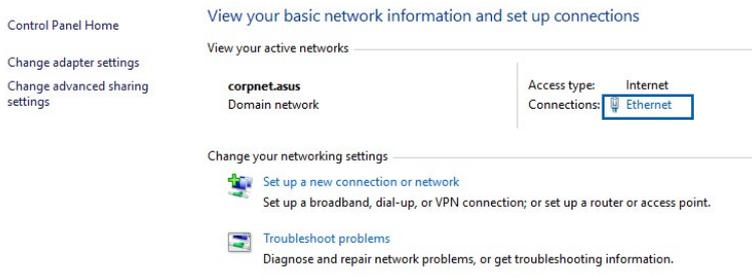 View your basic network information and set up connections
Control Panel Home
View your active networks
Change adapter settings
Change advanced sharing
settings
corpnet.asus
Domain network
Access type: Internet
Connections: Ethernet
Change your networking settings
Set up a new connection or network
Set up a broadband, dial-up, or VPN connection; or set up a router or access point.
Troubleshoot problems
Diagnose and repair network problems, or get troubleshooting information.